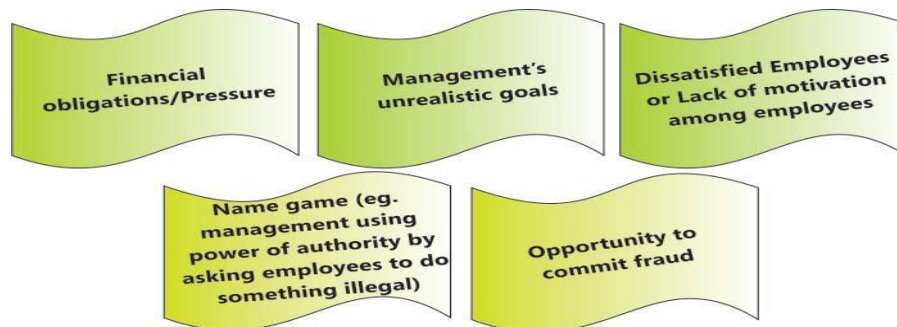 Financial
obligations/Pressure
Management's
unrealistic goals
Dissatisfied Employees
or Lack of motivation
among employees
Name game (eg.
management using
power of authority by
asking employees to do
something illegal)
Opportunity to
commit fraud